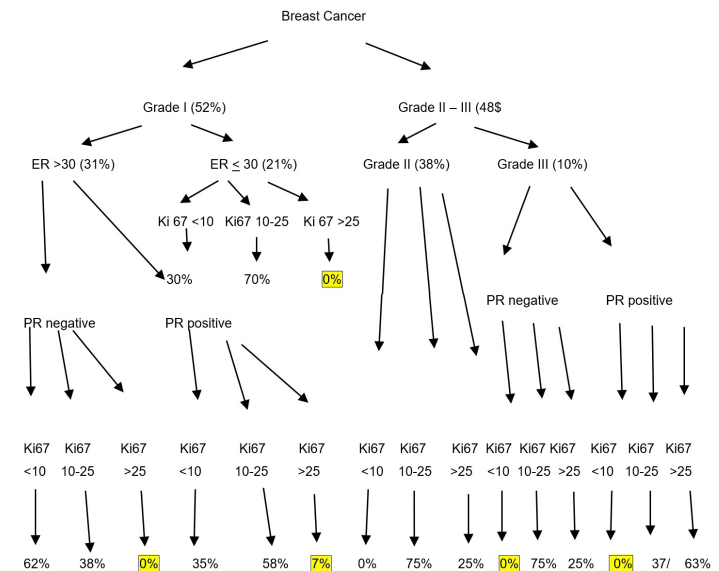 Breast Cancer
Grade I (52%) Grade II – III (48$
ER >30 (31%) ER ≤ 30 (21%) Grade II (38%) Grade III (10%)
Ki 67 <10 Ki67 10-25 Ki 67 >25
30% 70% 0%
PR negative PR positive
PR negative PR positive
Ki67 Ki67 Ki67 Ki67 Ki67 Ki67 Ki67 Ki67 Ki67 Ki67 Ki67 Ki67 Ki67 Ki67 Ki67
<10 10-25 >25 <10 10-25 >25 <10 10-25 >25 <10 10-25 >25 <10 10-25 >25
62% 38% 0% 35% 58% 7% 0% 75% 25% 0% 75% 25% 0% 37/ 63%